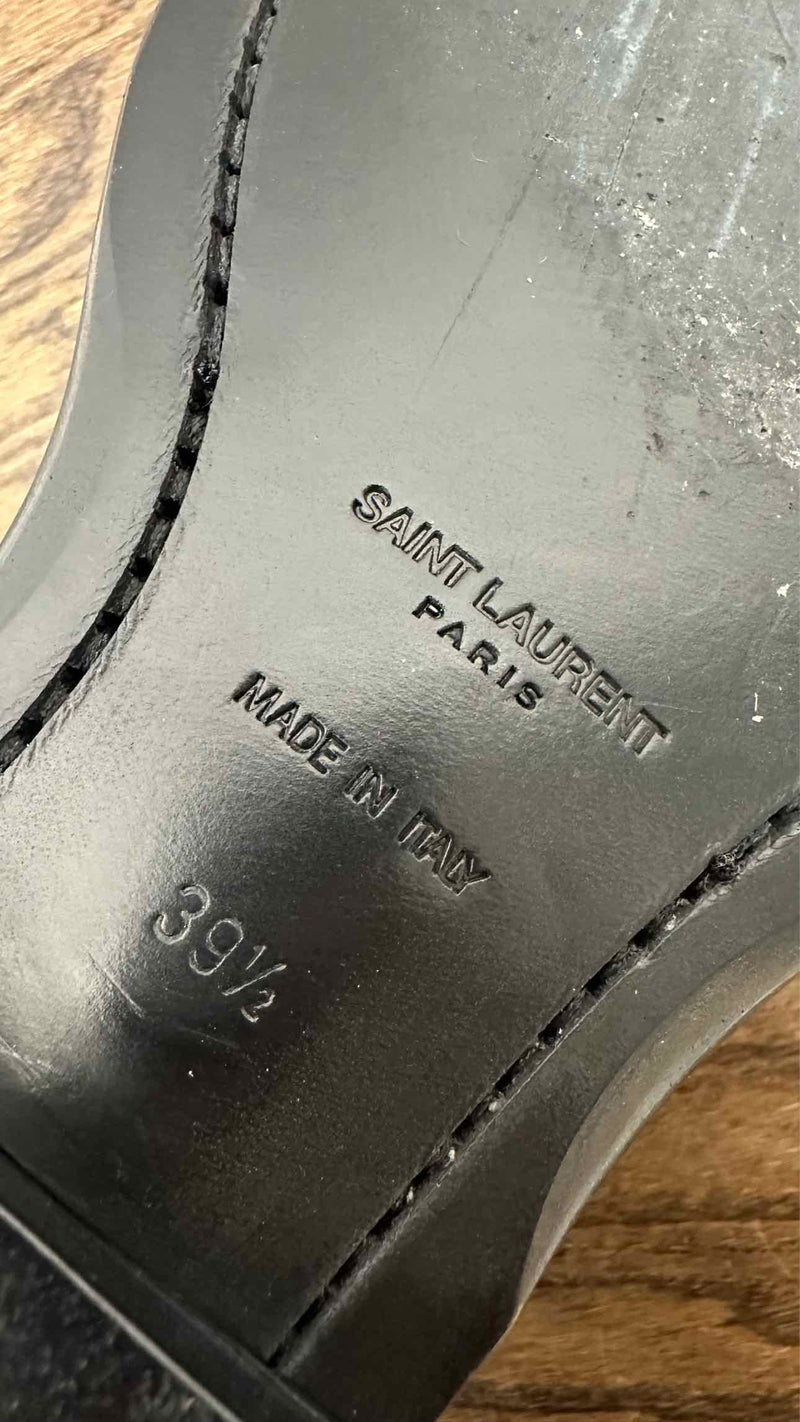 SAINT LAURENT
PARIS
MADE IN ITALY
39½